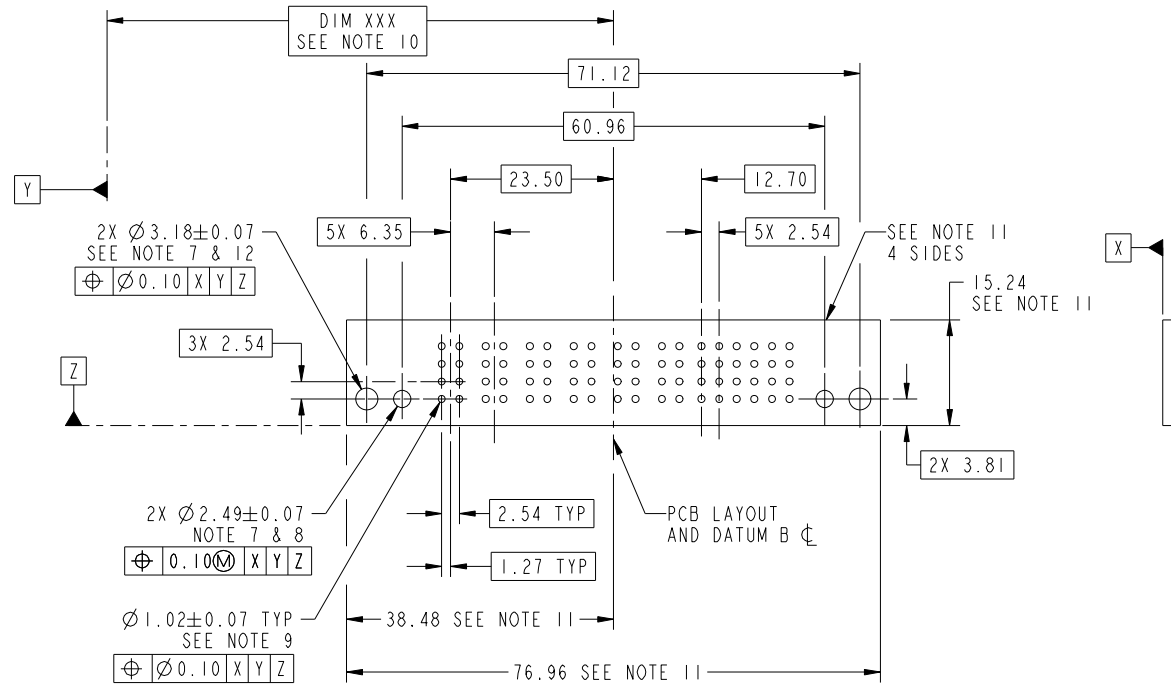 DIM XXX
SEE NOTE 10
71.12
60.96
23.50
12.70
Y
2X Ø3.18±0.07
SEE NOTE 7 & 12
⌖ Ø0.10 X Y Z
5X 6.35
5X 2.54
SEE NOTE 11
4 SIDES
X
15.24
SEE NOTE 11
3X 2.54
Z
2X 3.81
2X Ø2.49±0.07
NOTE 7 & 8
⌖ 0.10Ⓜ X Y Z
2.54 TYP
PCB LAYOUT
AND DATUM B ℄
1.27 TYP
Ø1.02±0.07 TYP
SEE NOTE 9
⌖ Ø0.10 X Y Z
38.48 SEE NOTE 11
76.96 SEE NOTE 11